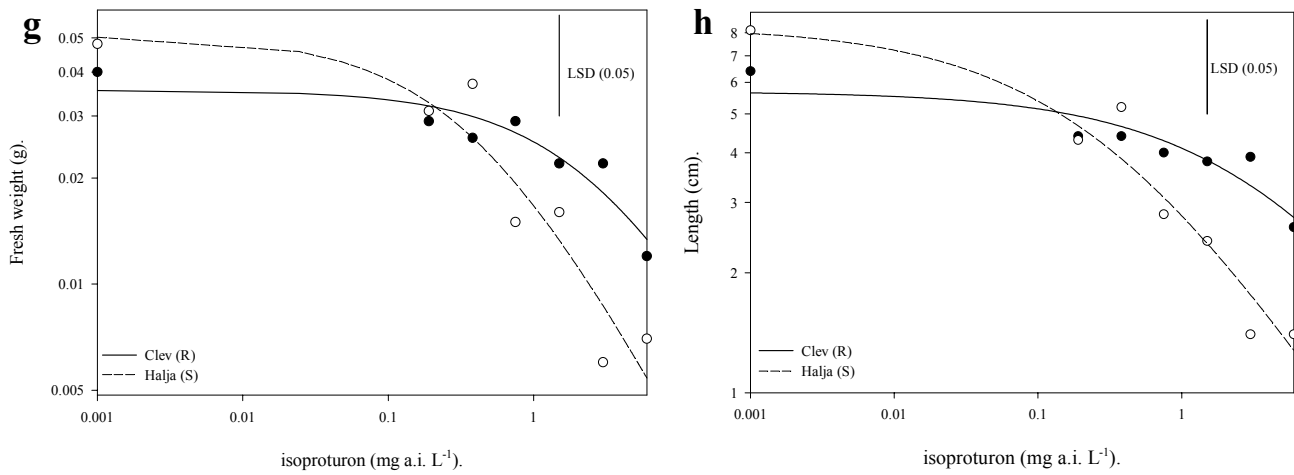 g
Fresh weight (g).
0.05
0.04
0.03
0.02
0.01
0.005
LSD (0.05)
Clev (R)
Halja (S)
0.001
0.01
0.1
1
isoproturon (mg a.i. L⁻¹).
h
Length (cm).
8
7
6
5
4
3
2
1
LSD (0.05)
Clev (R)
Halja (S)
0.001
0.01
0.1
1
isoproturon (mg a.i. L⁻¹).